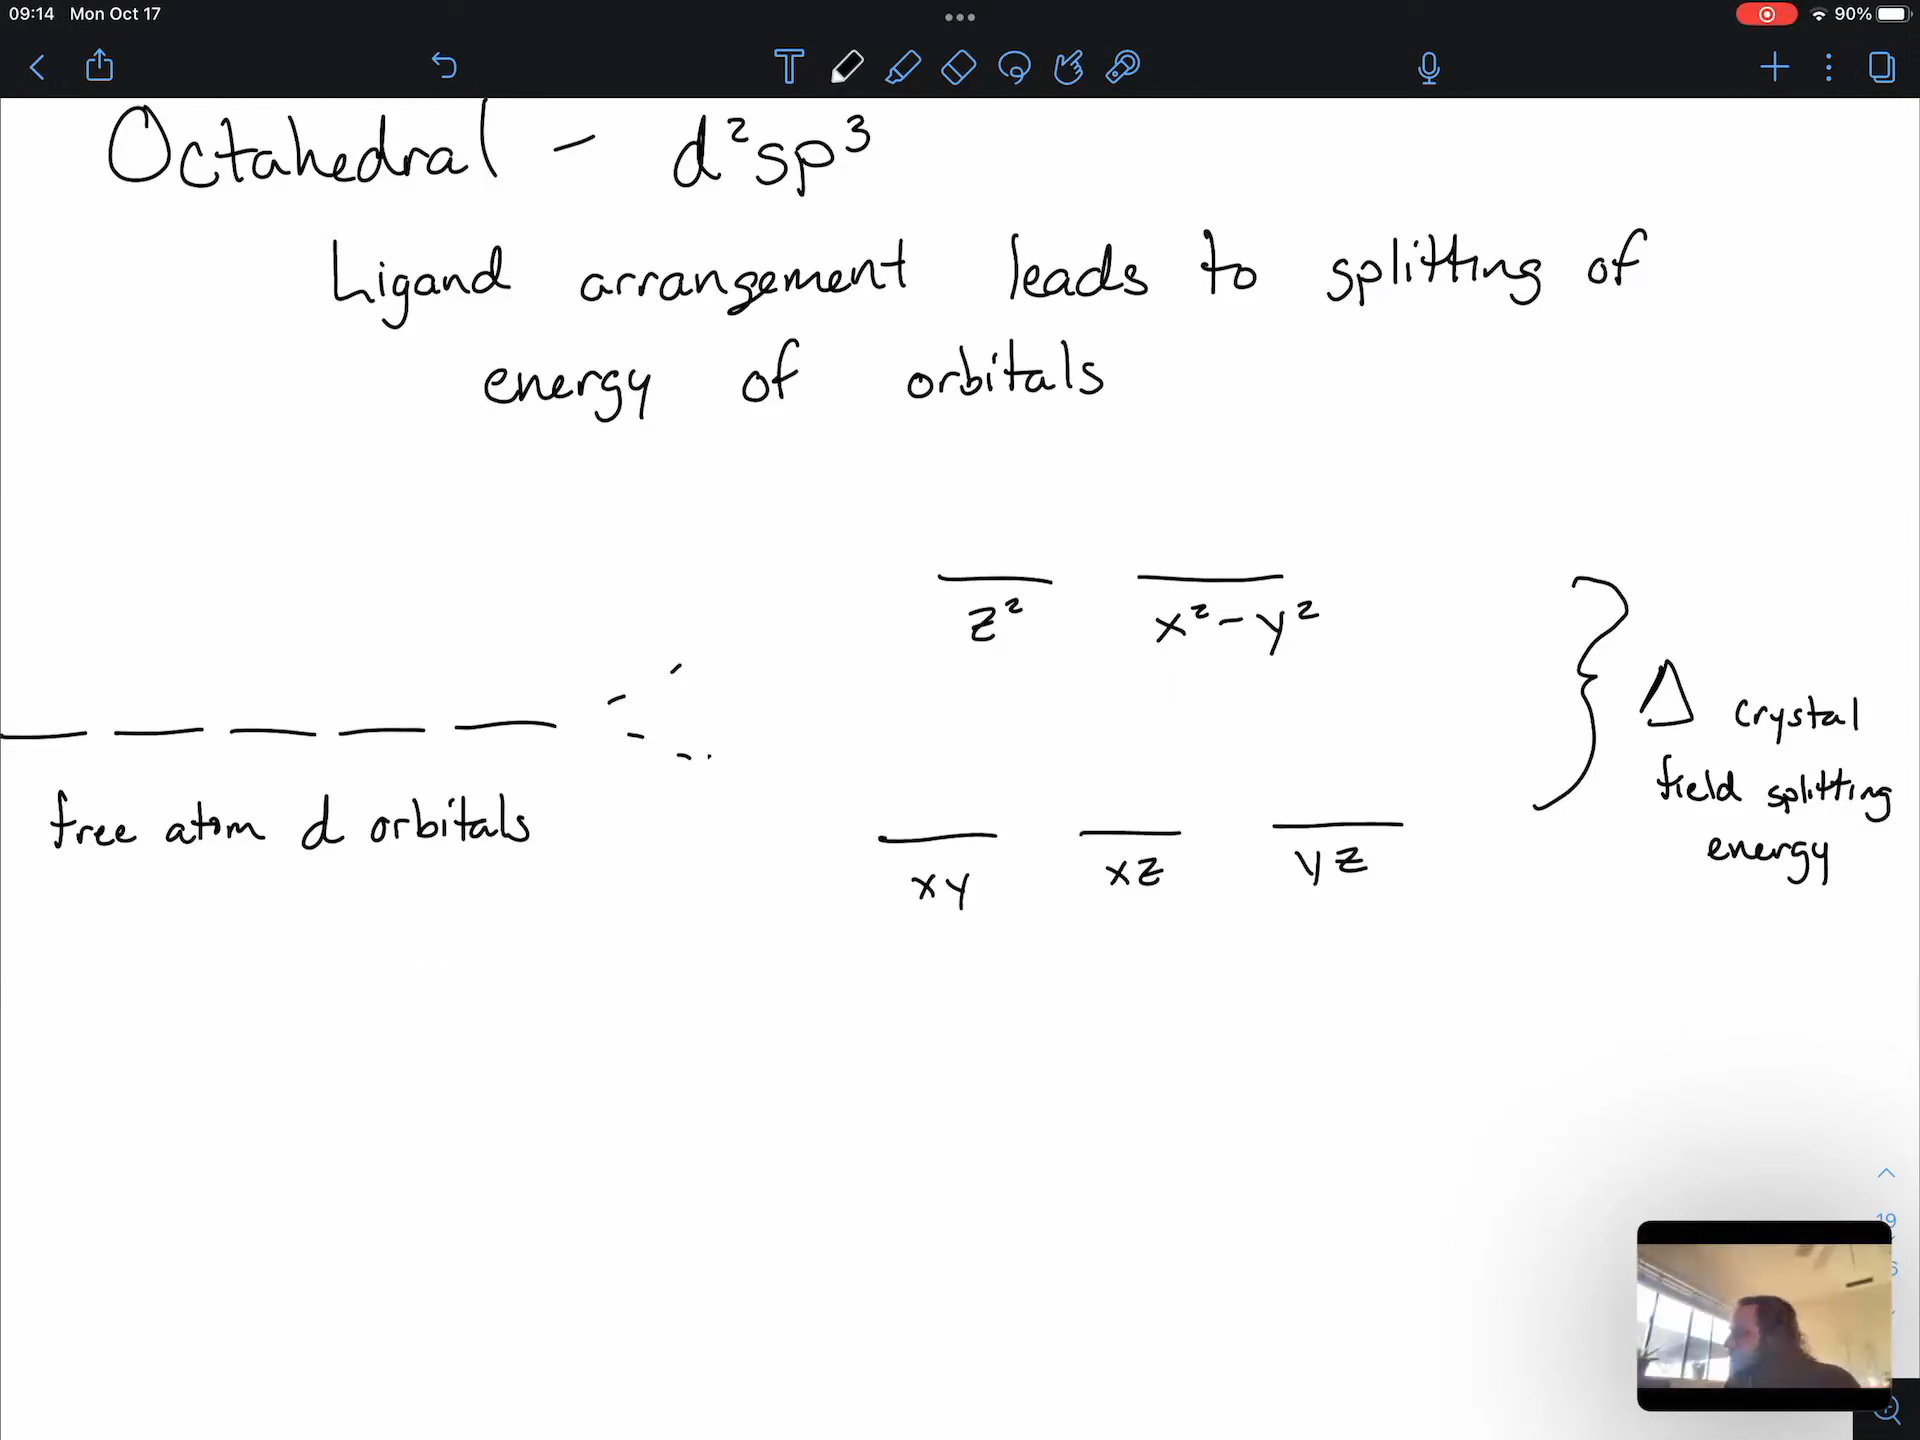 09:14 Mon Oct 17
90%
T
Octahedral - d²sp³
Ligand arrangement leads to splitting of
energy of orbitals
z² x²-y²
Δ crystal
field splitting
energy
free atom d orbitals
xy xz yz
19